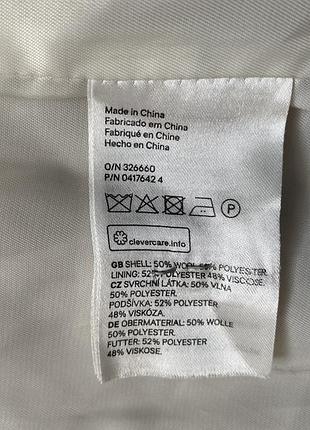 Made in China
Fabricado em China
Fabriqué en Chine
Hecho en China
O/N 326660
P/N 0417642 4
P
clevercare.info
GB SHELL: 50% WOOL 50% POLYESTER.
LINING: 52% POLYESTER 48% VISCOSE.
CZ SVRCHNÍ LÁTKA: 50% VLNA
50% POLYESTER.
PODŠÍVKA: 52% POLYESTER
48% VISKÓZA.
DE OBERMATERIAL: 50% WOLLE
50% POLYESTER.
FUTTER: 52% POLYESTER
48% VISKOSE.